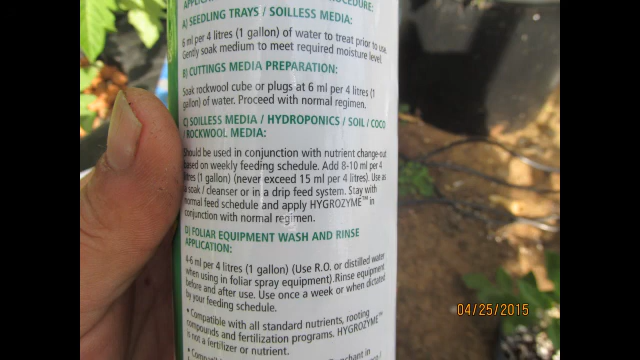 PROCEDURE:
A) SEEDLING TRAYS / SOILLESS MEDIA:
6 ml per 4 litres (1 gallon) of water to treat prior to use.
Gently soak medium to meet required moisture level
B) CUTTINGS MEDIA PREPARATION:
Soak rockwool cube or plugs at 6 ml per 4 litres (1
gallon) of water. Proceed with normal regimen.
C) SOILLESS MEDIA / HYDROPONICS / SOIL / COCO
/ ROCKWOOL MEDIA:
Should be used in conjunction with nutrient change-out
based on weekly feeding schedule. Add 8-10 ml per 4
litres (1 gallon) (never exceed 15 ml per 4 litres). Use as
a soak / cleanser or in a drip feed system. Stay with
normal feed schedule and apply HYGROZYME™ in
conjunction with normal regimen.
D) FOLIAR EQUIPMENT WASH AND RINSE
APPLICATION:
4-6 ml per 4 litres (1 gallon) (Use R.O. or distilled water
when using in foliar spray equipment).Rinse equipment
before and after use. Use once a week or when dictated
by your feeding schedule.
• Compatible with all standard nutrients, rooting
compounds and fertilization programs. HYGROZYME™
is not a fertilizer or nutrient.
04/25/2015